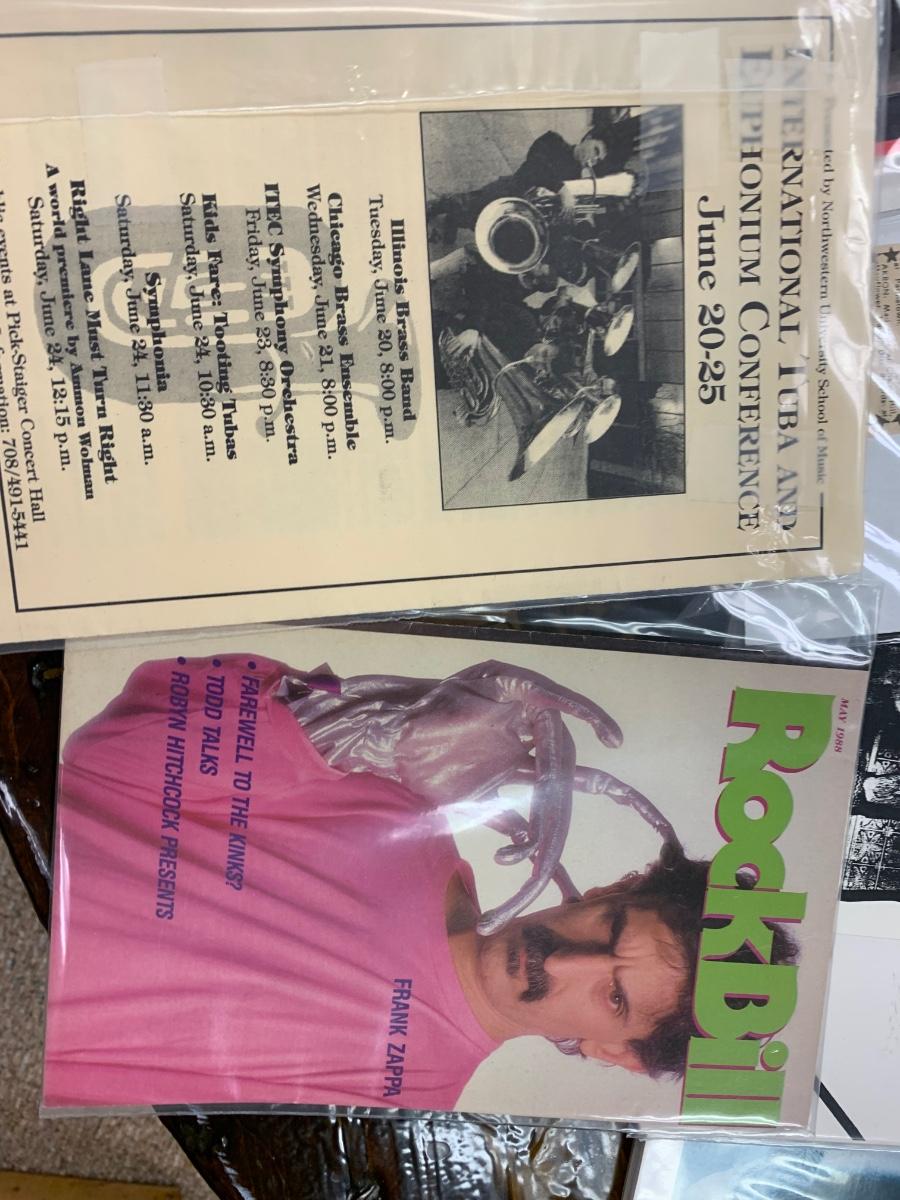 Presented by Northwestern University School of Music
INTERNATIONAL TUBA AND
EUPHONIUM CONFERENCE
June 20-25
Illinois Brass Band
Tuesday, June 20, 8:00 p.m.
Chicago Brass Ensemble
Wednesday, June 21, 8:00 p.m.
ITEC Symphony Orchestra
Friday, June 23, 8:30 p.m.
Kids Fare: Tooting Tubas
Saturday, June 24, 10:30 a.m.
Symphonia
Saturday, June 24, 11:30 a.m.
Right Lane Must Turn Right
A world premiere by Amnon Wolman
Saturday, June 24, 12:15 p.m.
events at Pick-Staiger Concert Hall
708/491-5441
MAY 1988
RockBill
FRANK ZAPPA
• FAREWELL TO THE KINKS?
• TODD TALKS
• ROBYN HITCHCOCK PRESENTS